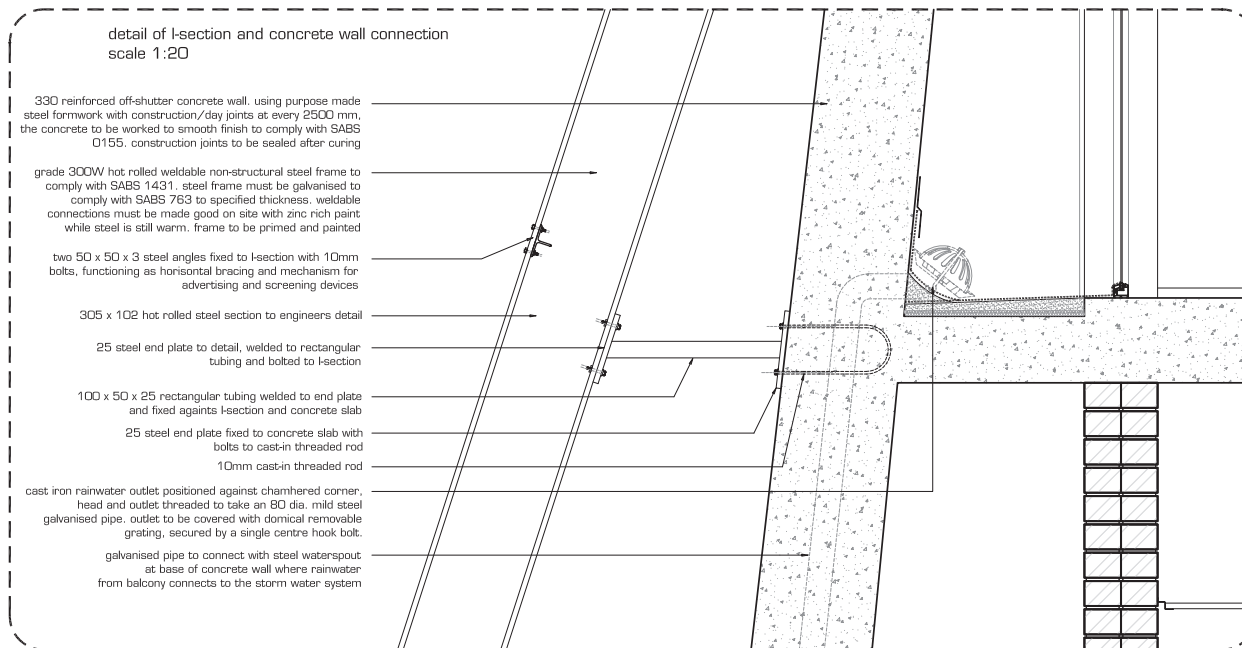 detail of I-section and concrete wall connection
scale 1:20
330 reinforced off-shutter concrete wall. using purpose made
steel formwork with construction/day joints at every 2500 mm,
the concrete to be worked to smooth finish to comply with SABS
0155. construction joints to be sealed after curing
grade 300W hot rolled weldable non-structural steel frame to
comply with SABS 1431. steel frame must be galvanised to
comply with SABS 763 to specified thickness. weldable
connections must be made good on site with zinc rich paint
while steel is still warm. frame to be primed and painted
two 50 x 50 x 3 steel angles fixed to I-section with 10mm
bolts, functioning as horisontal bracing and mechanism for
advertising and screening devices
305 x 102 hot rolled steel section to engineers detail
25 steel end plate to detail, welded to rectangular
tubing and bolted to I-section
100 x 50 x 25 rectangular tubing welded to end plate
and fixed againts I-section and concrete slab
25 steel end plate fixed to concrete slab with
bolts to cast-in threaded rod
10mm cast-in threaded rod
cast iron rainwater outlet positioned against chamhered corner,
head and outlet threaded to take an 80 dia. mild steel
galvanised pipe. outlet to be covered with domical removable
grating, secured by a single centre hook bolt.
galvanised pipe to connect with steel waterspout
at base of concrete wall where rainwater
from balcony connects to the storm water system